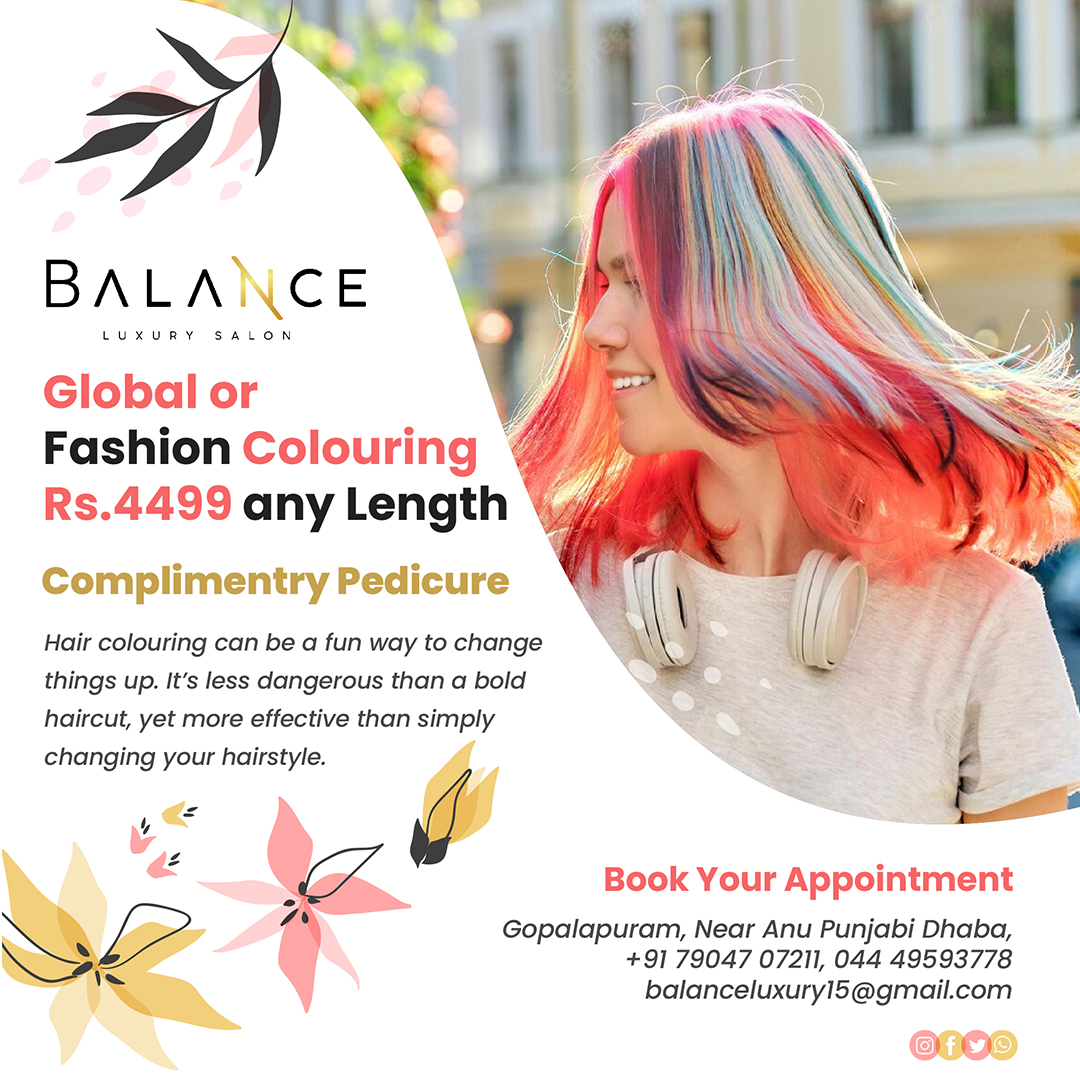 BALANCE
LUXURY SALON
Global or
Fashion Colouring
Rs.4499 any Length
Complimentry Pedicure
Hair colouring can be a fun way to change
things up. It’s less dangerous than a bold
haircut, yet more effective than simply
changing your hairstyle.
Book Your Appointment
Gopalapuram, Near Anu Punjabi Dhaba,
+91 79047 07211, 044 49593778
balanceluxury15@gmail.com